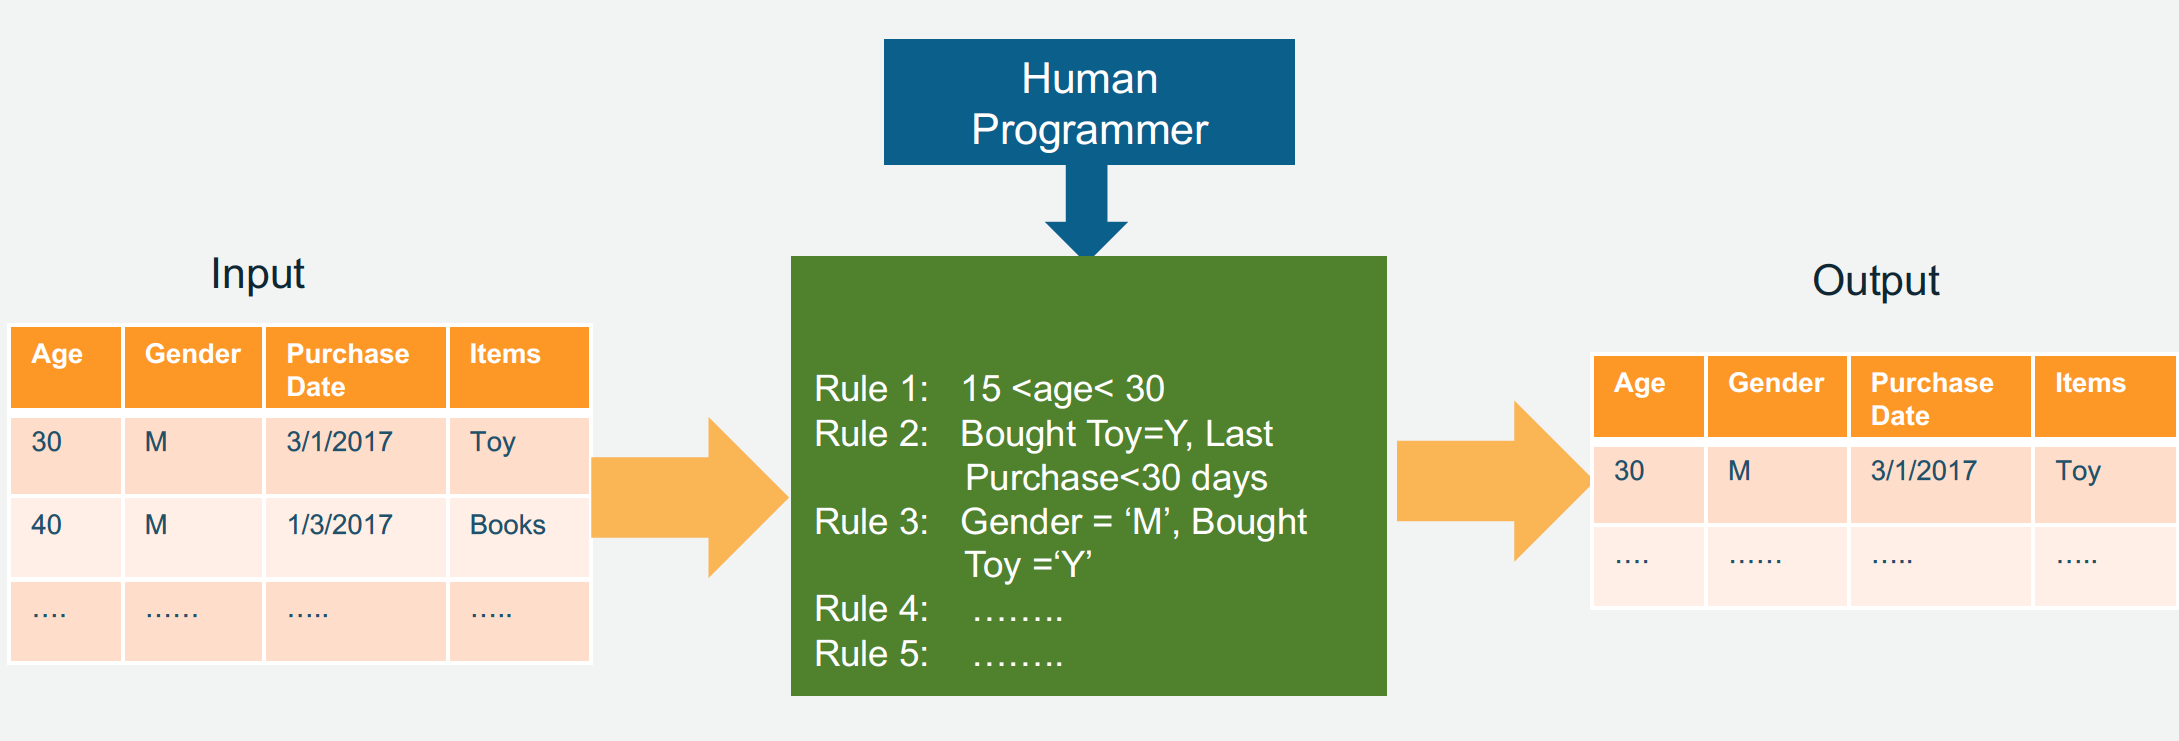 Human
Programmer
Input
Age Gender Purchase Date Items
30 M 3/1/2017 Toy
40 M 1/3/2017 Books
.... ...... ..... .....
Rule 1: 15 <age< 30
Rule 2: Bought Toy=Y, Last
Purchase<30 days
Rule 3: Gender = ‘M’, Bought
Toy =‘Y’
Rule 4: ........
Rule 5: ........
Output
Age Gender Purchase Date Items
30 M 3/1/2017 Toy
.... ...... ..... .....